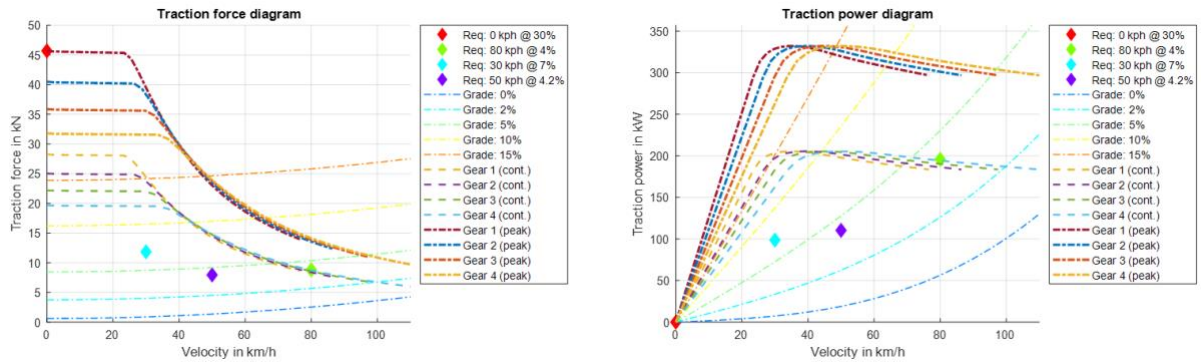 Traction force diagram
50
45
40
35
30
25
20
15
10
5
0
Traction force in kN
0 20 40 60 80 100
Velocity in km/h
Req: 0 kph @ 30%
Req: 80 kph @ 4%
Req: 30 kph @ 7%
Req: 50 kph @ 4.2%
Grade: 0%
Grade: 2%
Grade: 5%
Grade: 10%
Grade: 15%
Gear 1 (cont.)
Gear 2 (cont.)
Gear 3 (cont.)
Gear 4 (cont.)
Gear 1 (peak)
Gear 2 (peak)
Gear 3 (peak)
Gear 4 (peak)
Traction power diagram
350
300
250
200
150
100
50
0
Traction power in kW
0 20 40 60 80 100
Velocity in km/h
Req: 0 kph @ 30%
Req: 80 kph @ 4%
Req: 30 kph @ 7%
Req: 50 kph @ 4.2%
Grade: 0%
Grade: 2%
Grade: 5%
Grade: 10%
Grade: 15%
Gear 1 (cont.)
Gear 2 (cont.)
Gear 3 (cont.)
Gear 4 (cont.)
Gear 1 (peak)
Gear 2 (peak)
Gear 3 (peak)
Gear 4 (peak)